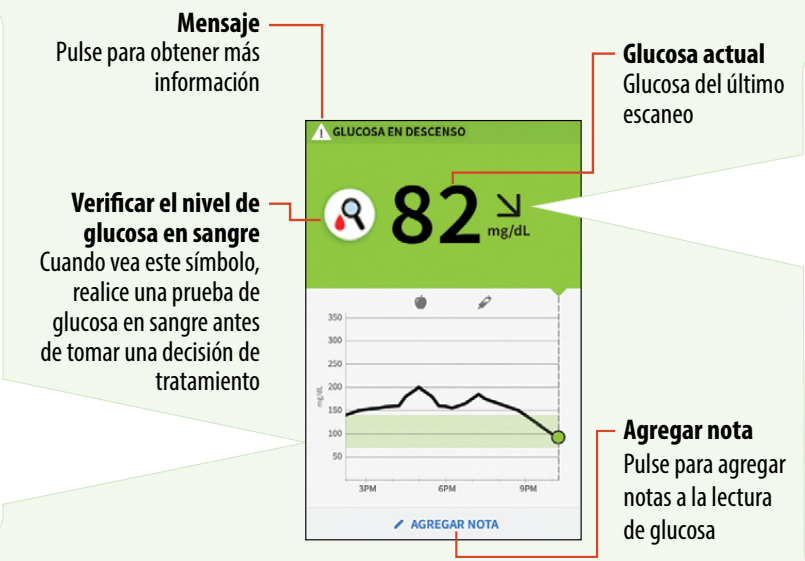 Mensaje
Pulse para obtener más
información
Glucosa actual
Glucosa del último
escaneo
GLUCOSA EN DESCENSO
82
mg/dL
Verificar el nivel de
glucosa en sangre
Cuando vea este símbolo,
realice una prueba de
glucosa en sangre antes
de tomar una decisión de
tratamiento
350
300
250
200
150
100
50
mg/dL
3PM 6PM 9PM
AGREGAR NOTA
Agregar nota
Pulse para agregar
notas a la lectura
de glucosa